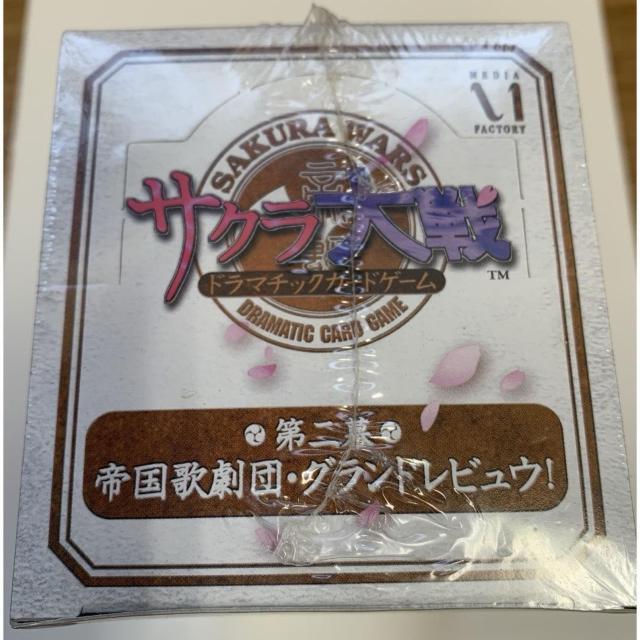 MEDIA
FACTORY
SAKURA WARS
サクラ大戦
TM
ドラマチックカードゲーム
DRAMATIC CARD GAME
第二幕
帝国歌劇団・グランドレビュウ!